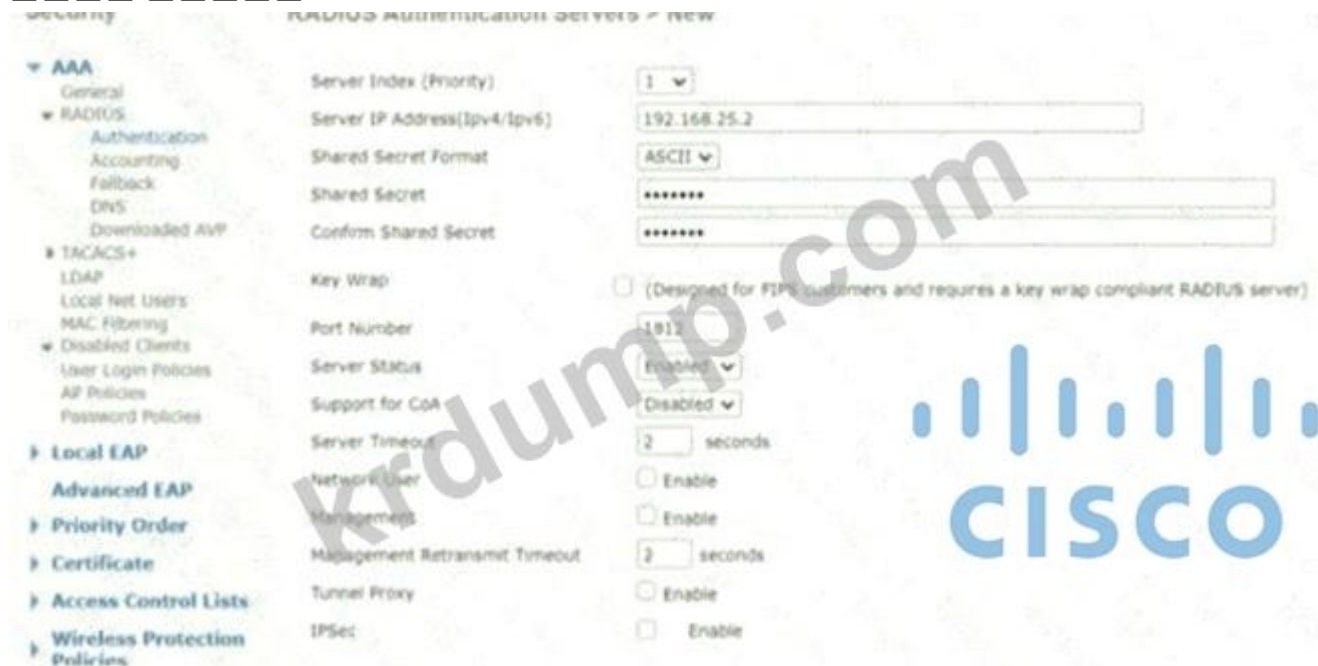 Security
RADIUS Authentication Servers > New
AAA
General
RADIUS
Authentication
Accounting
Fallback
DNS
Downloaded AVP
TACACS+
LDAP
Local Net Users
MAC Filtering
Disabled Clients
User Login Policies
AP Policies
Password Policies
Local EAP
Advanced EAP
Priority Order
Certificate
Access Control Lists
Wireless Protection
Policies
Server Index (Priority) 1
Server IP Address(Ipv4/Ipv6) 192.168.25.2
Shared Secret Format ASCII
Shared Secret •••••••
Confirm Shared Secret •••••••
Key Wrap (Designed for FIPS customers and requires a key wrap compliant RADIUS server)
Port Number 1812
Server Status Enabled
Support for CoA Disabled
Server Timeout 2 seconds
Network User Enable
Management Enable
Management Retransmit Timeout 2 seconds
Tunnel Proxy Enable
IPSec Enable
krdump.com
CISCO